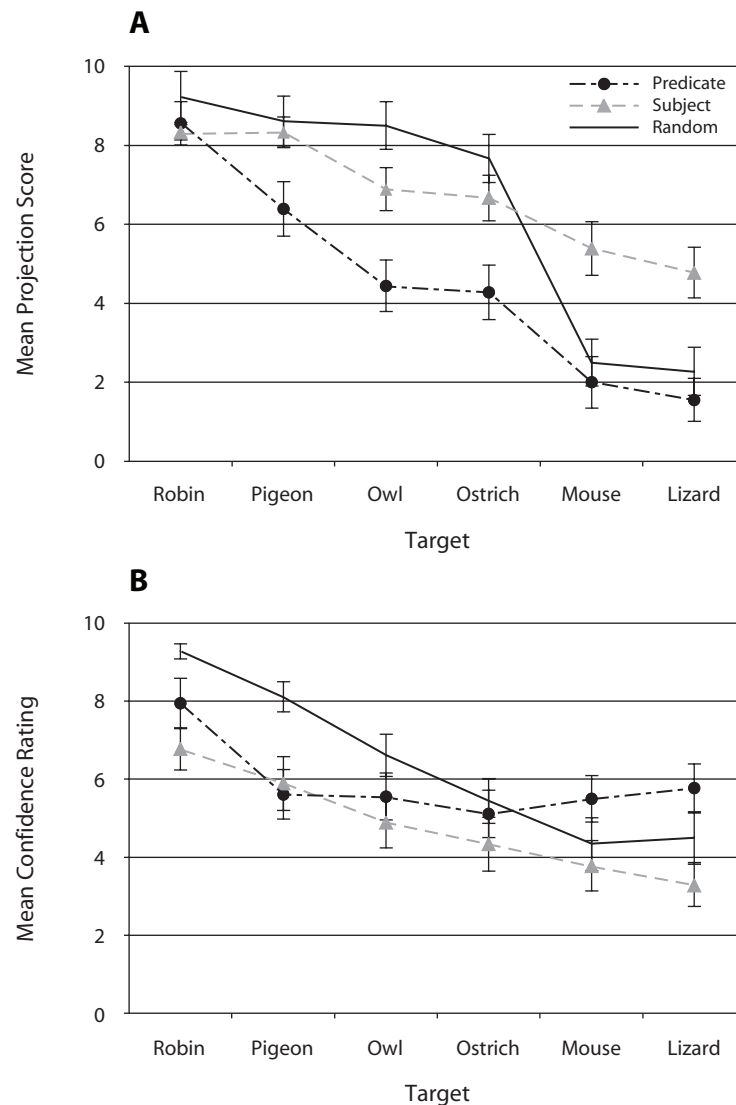 A
10
8
6
4
2
0
Mean Projection Score
Predicate
Subject
Random
Robin Pigeon Owl Ostrich Mouse Lizard
Target
B
10
8
6
4
2
0
Mean Confidence Rating
Robin Pigeon Owl Ostrich Mouse Lizard
Target